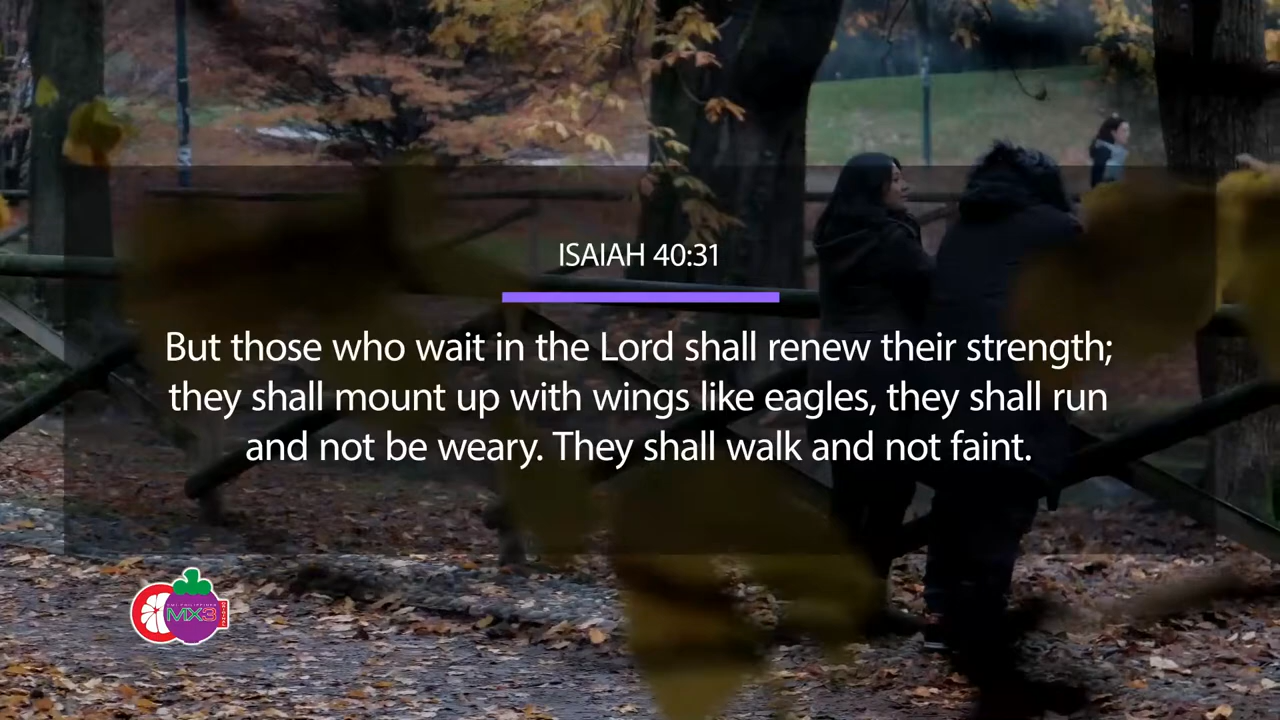 ISAIAH 40:31
But those who wait in the Lord shall renew their strength;
they shall mount up with wings like eagles, they shall run
and not be weary. They shall walk and not faint.
MX3